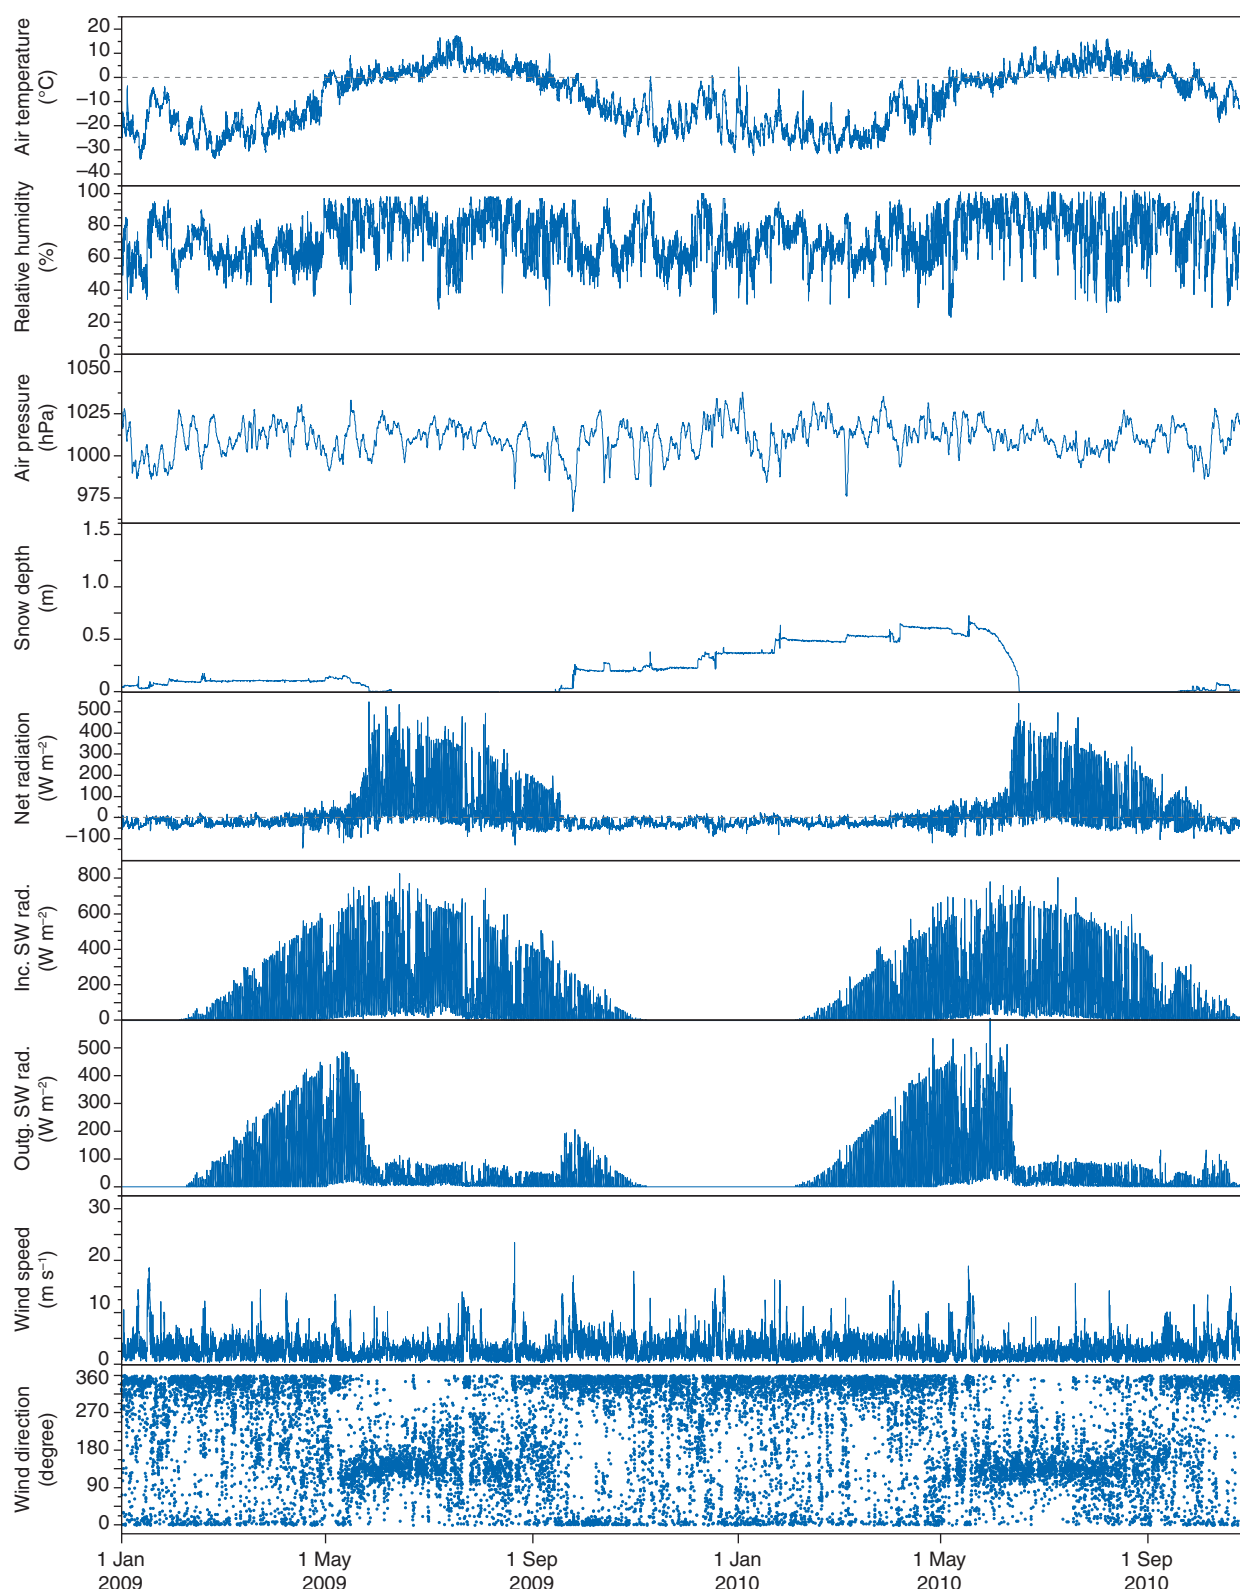 Air temperature
(°C)
20
10
0
−10
−20
−30
−40
Relative humidity
(%)
100
80
60
40
20
0
Air pressure
(hPa)
1050
1025
1000
975
Snow depth
(m)
1.5
1.0
0.5
0
Net radiation
(W m−2)
500
400
300
200
100
0
−100
Inc. SW rad.
(W m−2)
800
600
400
200
0
Outg. SW rad.
(W m−2)
500
400
300
200
100
0
Wind speed
(m s−1)
30
20
10
0
Wind direction
(degree)
360
270
180
90
0
1 Jan 1 May 1 Sep 1 Jan 1 May 1 Sep
2009 2009 2009 2010 2010 2010